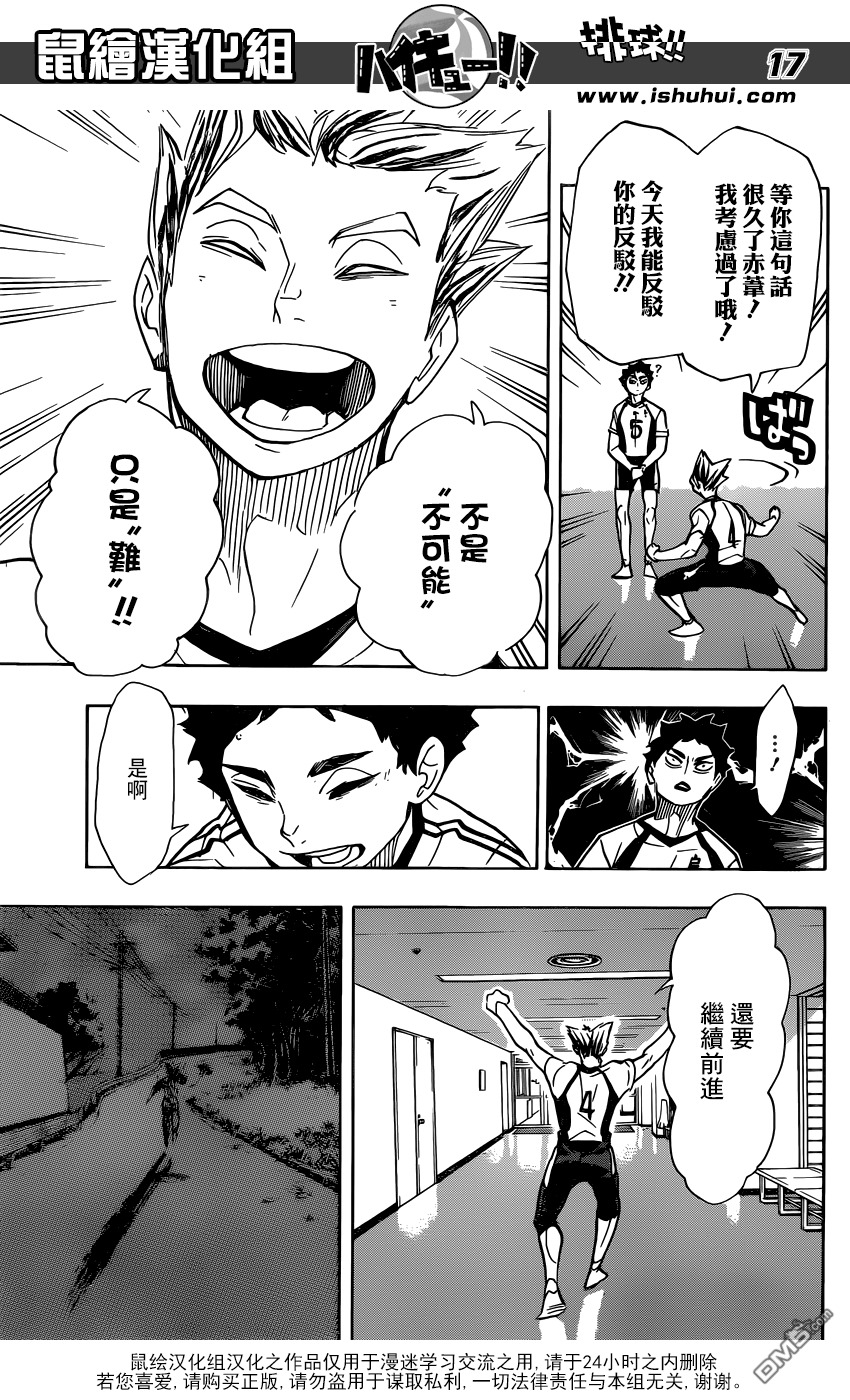 鼠繪漢化組
ハイキュー!!
排球!!
17
www.ishuhui.com
等你這句話
很久了赤葦!
我考慮過了哦!
今天我能反駁
你的反駁!!
?
5
ばっ
4
不是
“不可能”
只是“難”!!
…!
是啊
還要
繼續前進
4
鼠绘汉化组汉化之作品仅用于漫迷学习交流之用, 请于24小时之内删除
若您喜爱, 请购买正版, 请勿盗用于谋取私利, 一切法律责任与本组无关, 谢谢。